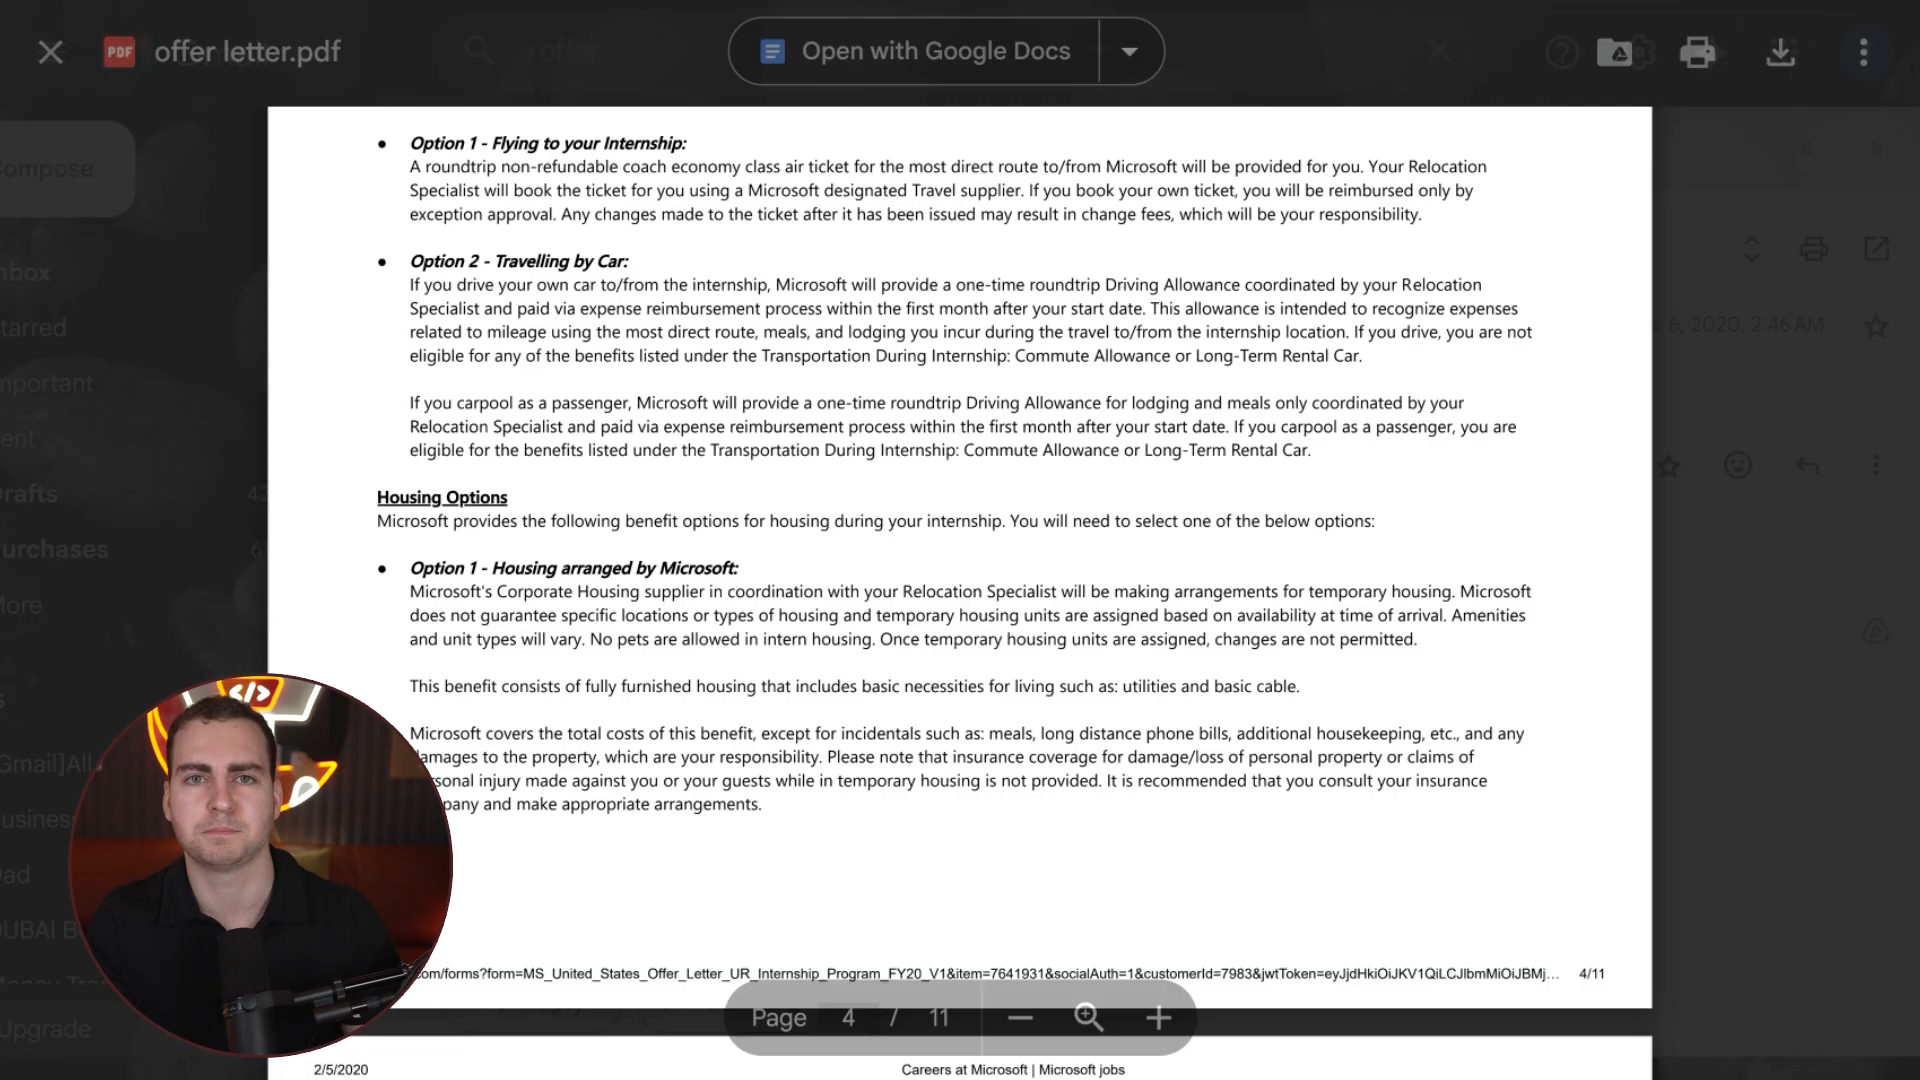 offer letter.pdf
offer
Open with Google Docs
Option 1 - Flying to your Internship:
A roundtrip non-refundable coach economy class air ticket for the most direct route to/from Microsoft will be provided for you. Your Relocation
Specialist will book the ticket for you using a Microsoft designated Travel supplier. If you book your own ticket, you will be reimbursed only by
exception approval. Any changes made to the ticket after it has been issued may result in change fees, which will be your responsibility.
Option 2 - Travelling by Car:
If you drive your own car to/from the internship, Microsoft will provide a one-time roundtrip Driving Allowance coordinated by your Relocation
Specialist and paid via expense reimbursement process within the first month after your start date. This allowance is intended to recognize expenses
related to mileage using the most direct route, meals, and lodging you incur during the travel to/from the internship location. If you drive, you are not
eligible for any of the benefits listed under the Transportation During Internship: Commute Allowance or Long-Term Rental Car.
If you carpool as a passenger, Microsoft will provide a one-time roundtrip Driving Allowance for lodging and meals only coordinated by your
Relocation Specialist and paid via expense reimbursement process within the first month after your start date. If you carpool as a passenger, you are
eligible for the benefits listed under the Transportation During Internship: Commute Allowance or Long-Term Rental Car.
Housing Options
Microsoft provides the following benefit options for housing during your internship. You will need to select one of the below options:
Option 1 - Housing arranged by Microsoft:
Microsoft's Corporate Housing supplier in coordination with your Relocation Specialist will be making arrangements for temporary housing. Microsoft
does not guarantee specific locations or types of housing and temporary housing units are assigned based on availability at time of arrival. Amenities
and unit types will vary. No pets are allowed in intern housing. Once temporary housing units are assigned, changes are not permitted.
This benefit consists of fully furnished housing that includes basic necessities for living such as: utilities and basic cable.
Microsoft covers the total costs of this benefit, except for incidentals such as: meals, long distance phone bills, additional housekeeping, etc., and any
amages to the property, which are your responsibility. Please note that insurance coverage for damage/loss of personal property or claims of
sonal injury made against you or your guests while in temporary housing is not provided. It is recommended that you consult your insurance
pany and make appropriate arrangements.
com/forms?form=MS_United_States_Offer_Letter_UR_Internship_Program_FY20_V1&item=7641931&socialAuth=1&customerId=7983&jwtToken=eyJjdHkiOiJKV1QiLCJlbmMiOiJBMj... 4/11
Page 4 / 11
2/5/2020
Careers at Microsoft | Microsoft jobs
ompose
nbox
tarred
mportant
ent
rafts 42
urchases 6
ore
Gmail]All
usines
ad
UBAI B
Upgrade
6, 2020, 2:46 AM